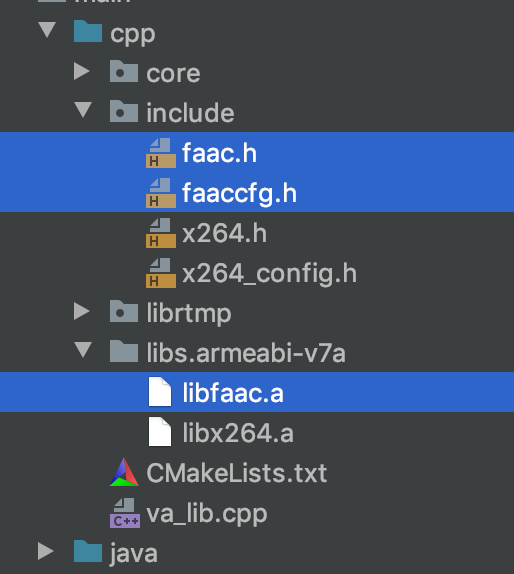 main
cpp
core
include
faac.h
faaccfg.h
x264.h
x264_config.h
librtmp
libs.armeabi-v7a
libfaac.a
libx264.a
CMakeLists.txt
va_lib.cpp
java